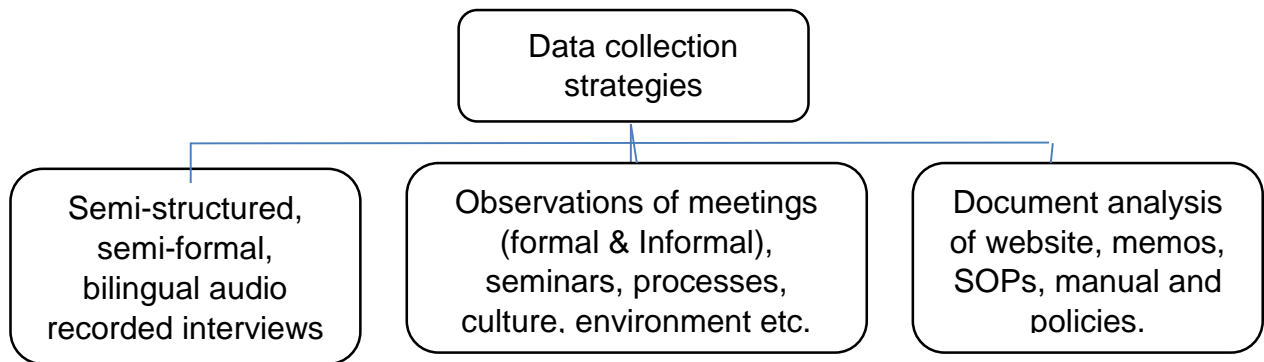 Data collection
strategies
Semi-structured,
semi-formal,
bilingual audio
recorded interviews
Observations of meetings
(formal & Informal),
seminars, processes,
culture, environment etc.
Document analysis
of website, memos,
SOPs, manual and
policies.